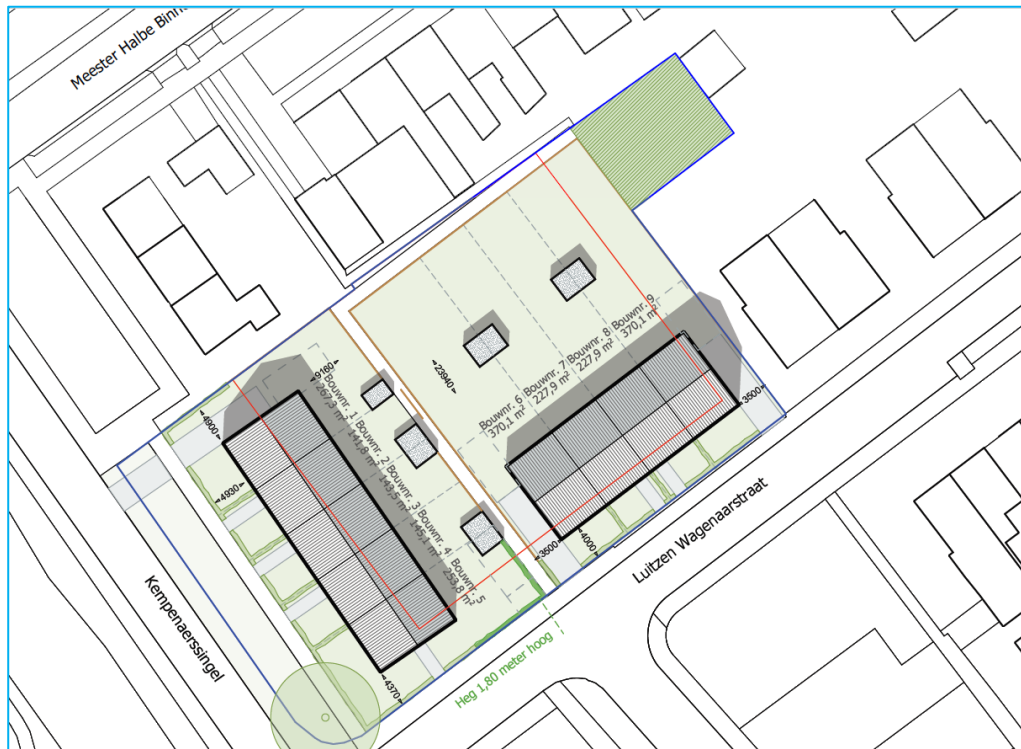 Meester Halbe Binn
Bouwnr. 9
370,1 m²
Bouwnr. 8
227,9 m²
Bouwnr. 7
227,9 m²
Bouwnr. 6
370,1 m²
23940
9160
Bouwnr. 1
267,3 m²
Bouwnr. 2
141,8 m²
Bouwnr. 3
143,5 m²
Bouwnr. 4
145,1 m²
Bouwnr. 5
253,8 m²
4900
4930
3500
3500
4000
4370
Kempenaerssingel
Luitzen Wagenaarstraat
Heg 1,80 meter hoog